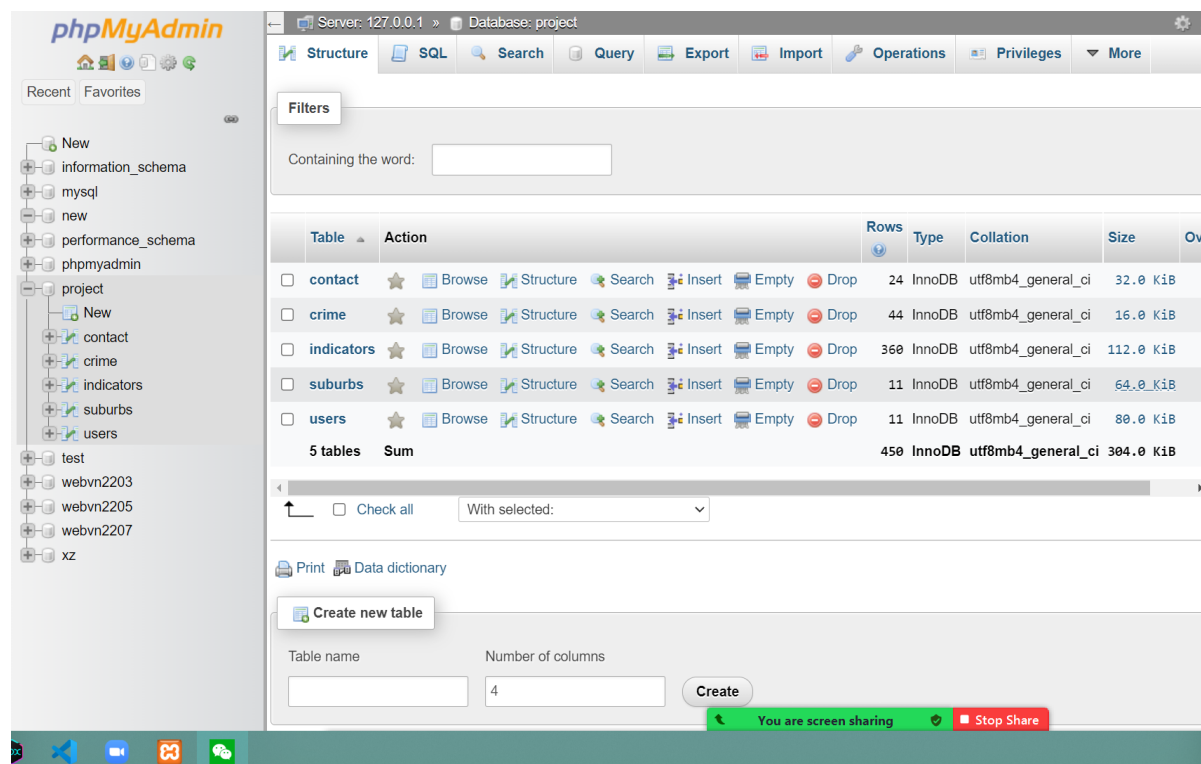 phpMyAdmin
Recent Favorites
New
information_schema
mysql
new
performance_schema
phpmyadmin
project
New
contact
crime
indicators
suburbs
users
test
webvn2203
webvn2205
webvn2207
xz
Server: 127.0.0.1 » Database: project
Structure SQL Search Query Export Import Operations Privileges More
Filters
Containing the word:
Table Action Rows Type Collation Size Ov
contact Browse Structure Search Insert Empty Drop 24 InnoDB utf8mb4_general_ci 32.0 KiB
crime Browse Structure Search Insert Empty Drop 44 InnoDB utf8mb4_general_ci 16.0 KiB
indicators Browse Structure Search Insert Empty Drop 360 InnoDB utf8mb4_general_ci 112.0 KiB
suburbs Browse Structure Search Insert Empty Drop 11 InnoDB utf8mb4_general_ci 64.0 KiB
users Browse Structure Search Insert Empty Drop 11 InnoDB utf8mb4_general_ci 80.0 KiB
5 tables Sum 450 InnoDB utf8mb4_general_ci 304.0 KiB
Check all With selected:
Print Data dictionary
Create new table
Table name Number of columns
4 Create
You are screen sharing Stop Share